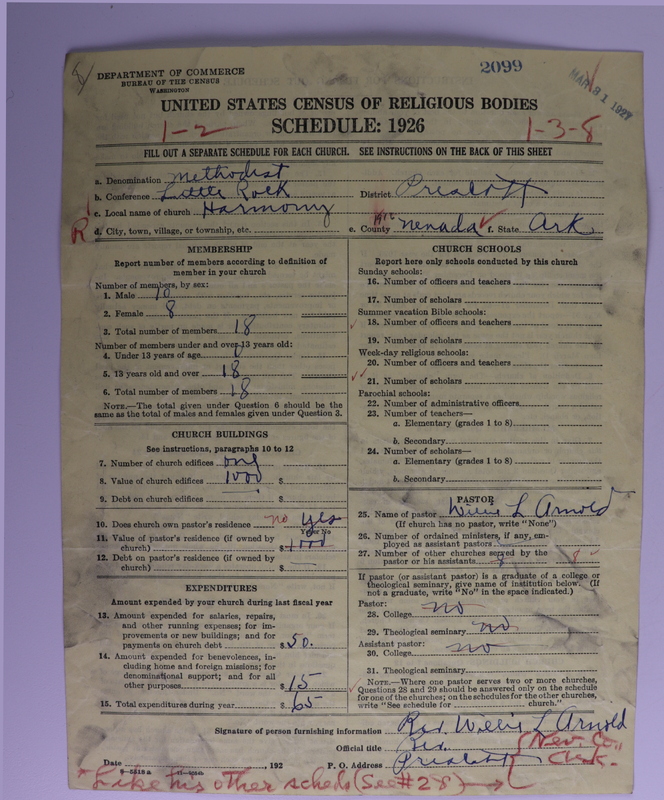 2099
MAR 31 1927
DEPARTMENT OF COMMERCE
BUREAU OF THE CENSUS
WASHINGTON
UNITED STATES CENSUS OF RELIGIOUS BODIES
SCHEDULE: 1926
1-2
1-3-8
FILL OUT A SEPARATE SCHEDULE FOR EACH CHURCH. SEE INSTRUCTIONS ON THE BACK OF THIS SHEET
a. Denomination Methodist
b. Conference Little Rock District Prescott
c. Local name of church Harmony
R d. City, town, village, or township, etc. e. County Nevada f. State Ark
MEMBERSHIP
Report number of members according to definition of
member in your church
Number of members, by sex:
1. Male 10
2. Female 8
3. Total number of members 18
Number of members under and over 13 years old:
4. Under 13 years of age
5. 13 years old and over 18
6. Total number of members 18
NOTE.—The total given under Question 6 should be
same as the total of males and females given under Question 3.
CHURCH BUILDINGS
See instructions, paragraphs 10 to 12
7. Number of church edifices one
8. Value of church edifices 1000 $
9. Debt on church edifices — $
10. Does church own pastor's residence no yes
Yes or No
11. Value of pastor's residence (if owned by
church) $1000
12. Debt on pastor's residence (if owned by
church) $ —
EXPENDITURES
Amount expended by your church during last fiscal year
13. Amount expended for salaries, repairs,
and other running expenses; for im-
provements or new buildings; and for
payments on church debt $50.
14. Amount expended for benevolences, in-
cluding home and foreign missions; for
denominational support; and for all
other purposes $15
15. Total expenditures during year $65
CHURCH SCHOOLS
Report here only schools conducted by this church
Sunday schools:
16. Number of officers and teachers
17. Number of scholars
Summer vacation Bible schools:
18. Number of officers and teachers
19. Number of scholars
Week-day religious schools:
20. Number of officers and teachers
21. Number of scholars
Parochial schools:
22. Number of administrative officers
23. Number of teachers—
a. Elementary (grades 1 to 8)
b. Secondary
24. Number of scholars—
a. Elementary (grades 1 to 8)
b. Secondary
PASTOR
25. Name of pastor Willie L Arnold
(If church has no pastor, write "None")
26. Number of ordained ministers, if any, em-
ployed as assistant pastors
27. Number of other churches served by the
pastor or his assistants 8 8
If pastor (or assistant pastor) is a graduate of a college or
theological seminary, give name of institution below. (If
not a graduate, write "No" in the space indicated.)
Pastor:
28. College no
29. Theological seminary no
Assistant pastor:
30. College no
31. Theological seminary
NOTE.—Where one pastor serves two or more churches,
Questions 28 and 29 should be answered only on the schedule
for one of the churches; on the schedules for the other churches,
write "See schedule for church."
Signature of person furnishing information Rev. Willie L Arnold
Official title Rev. (Nev. Co.,
Date , 192 P. O. Address Prescott Ark.
8-5518 a
*Like his other scheds (See #28)